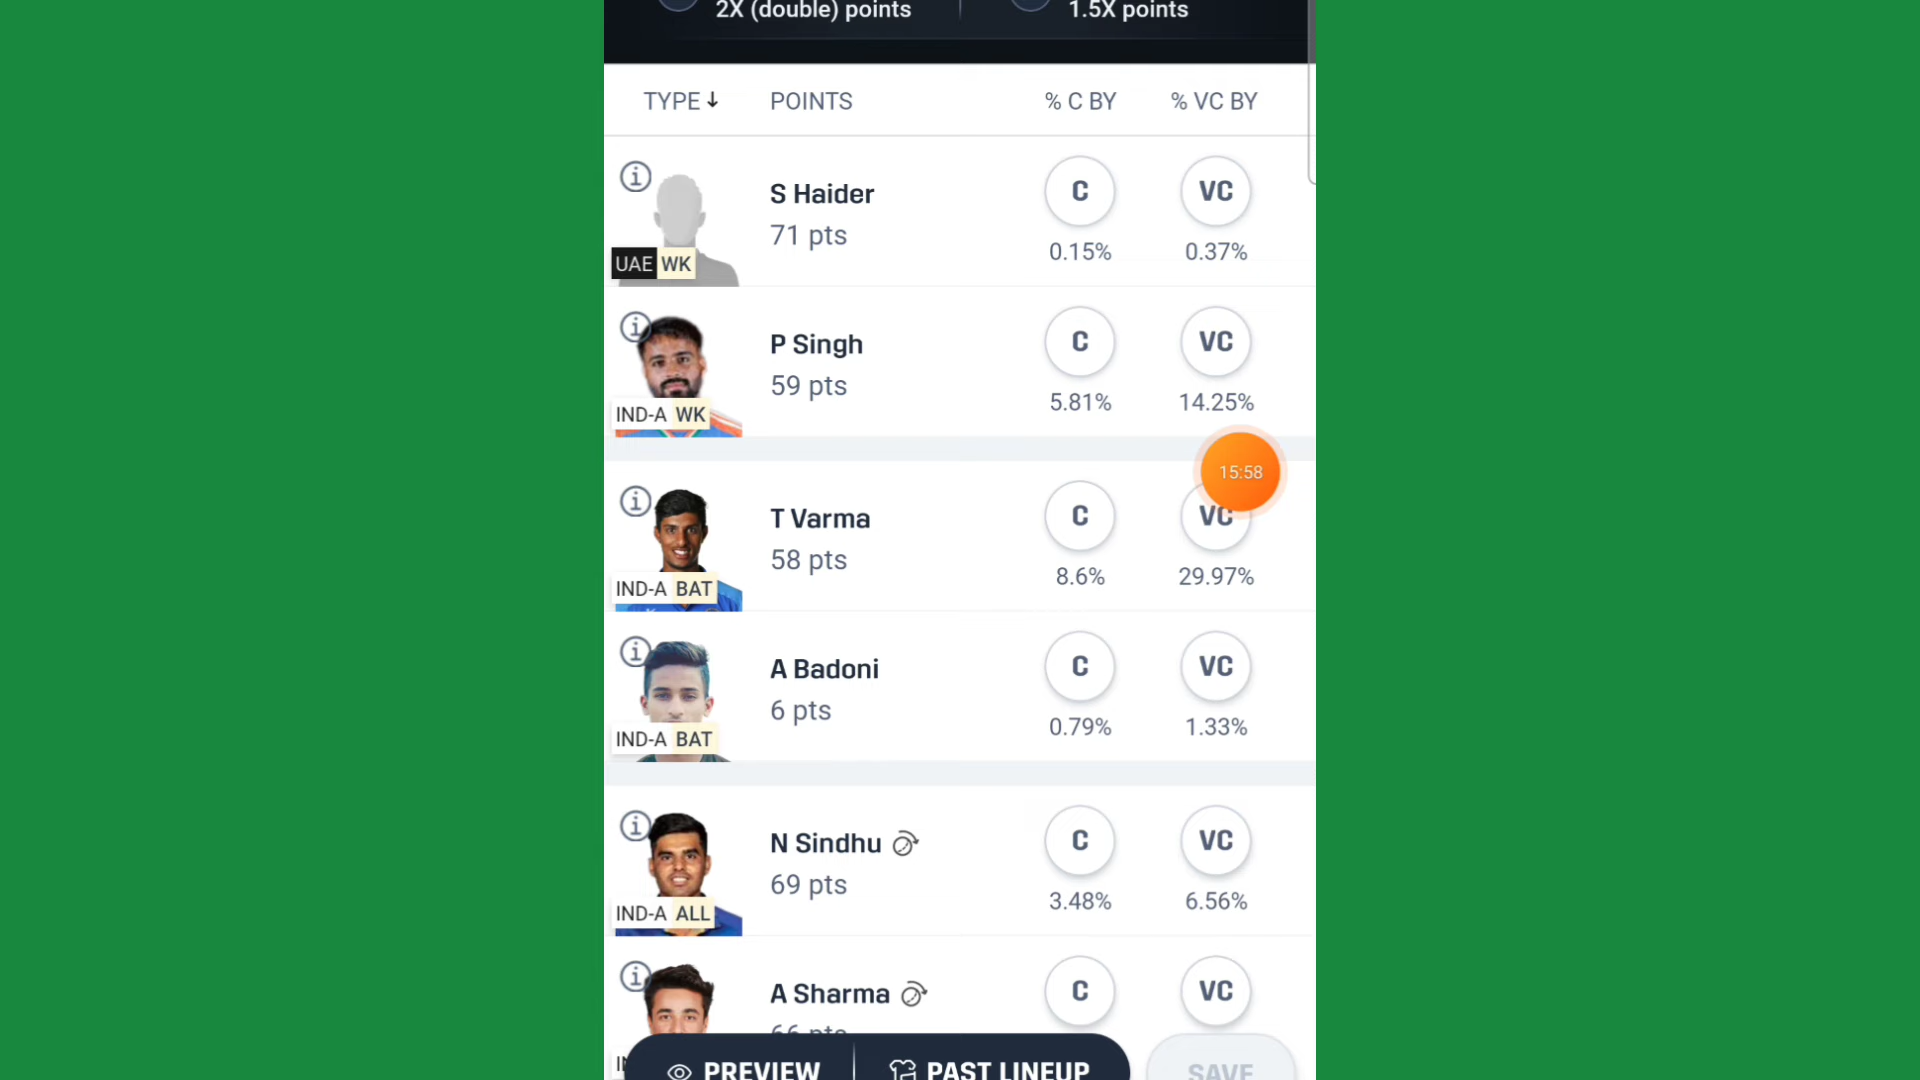 2X (double) points
1.5X points
TYPE↓ POINTS % C BY % VC BY
S Haider
71 pts
UAE WK
C
0.15%
VC
0.37%
P Singh
59 pts
IND-A WK
C
5.81%
VC
14.25%
15:58
T Varma
58 pts
IND-A BAT
C
8.6%
VC
29.97%
A Badoni
6 pts
IND-A BAT
C
0.79%
VC
1.33%
N Sindhu
69 pts
IND-A ALL
C
3.48%
VC
6.56%
A Sharma
66 pts
C
VC
PREVIEW
PAST LINEUP
SAVE